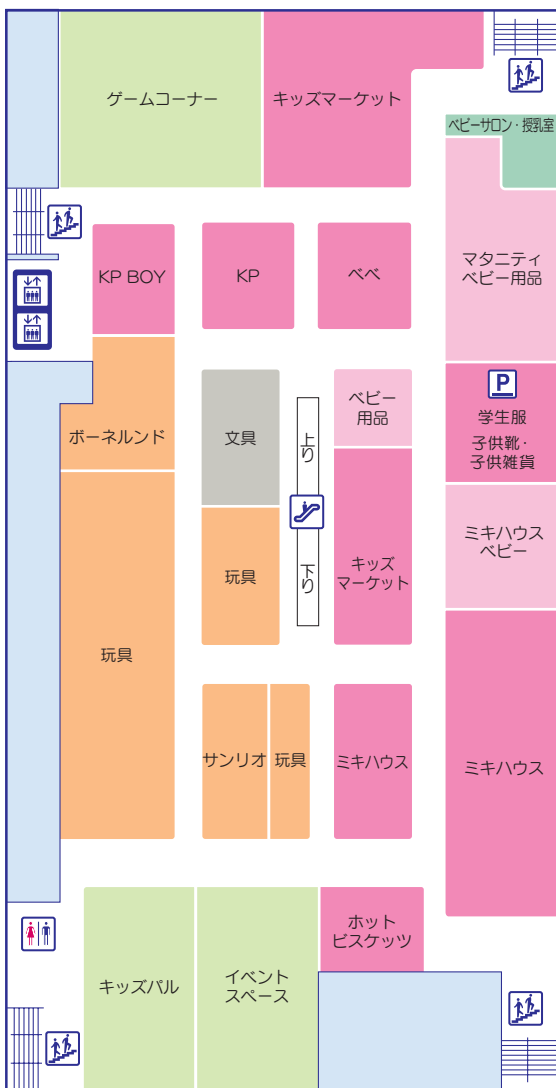 ゲームコーナー
キッズマーケット
ベビーサロン・授乳室
KP BOY
KP
べべ
マタニティ
ベビー用品
P
学生服
子供靴・
子供雑貨
ボーネルンド
文具
上り
ベビー
用品
玩具
下り
キッズ
マーケット
ミキハウス
ベビー
玩具
サンリオ
玩具
ミキハウス
ミキハウス
キッズパル
イベント
スペース
ホット
ビスケッツ